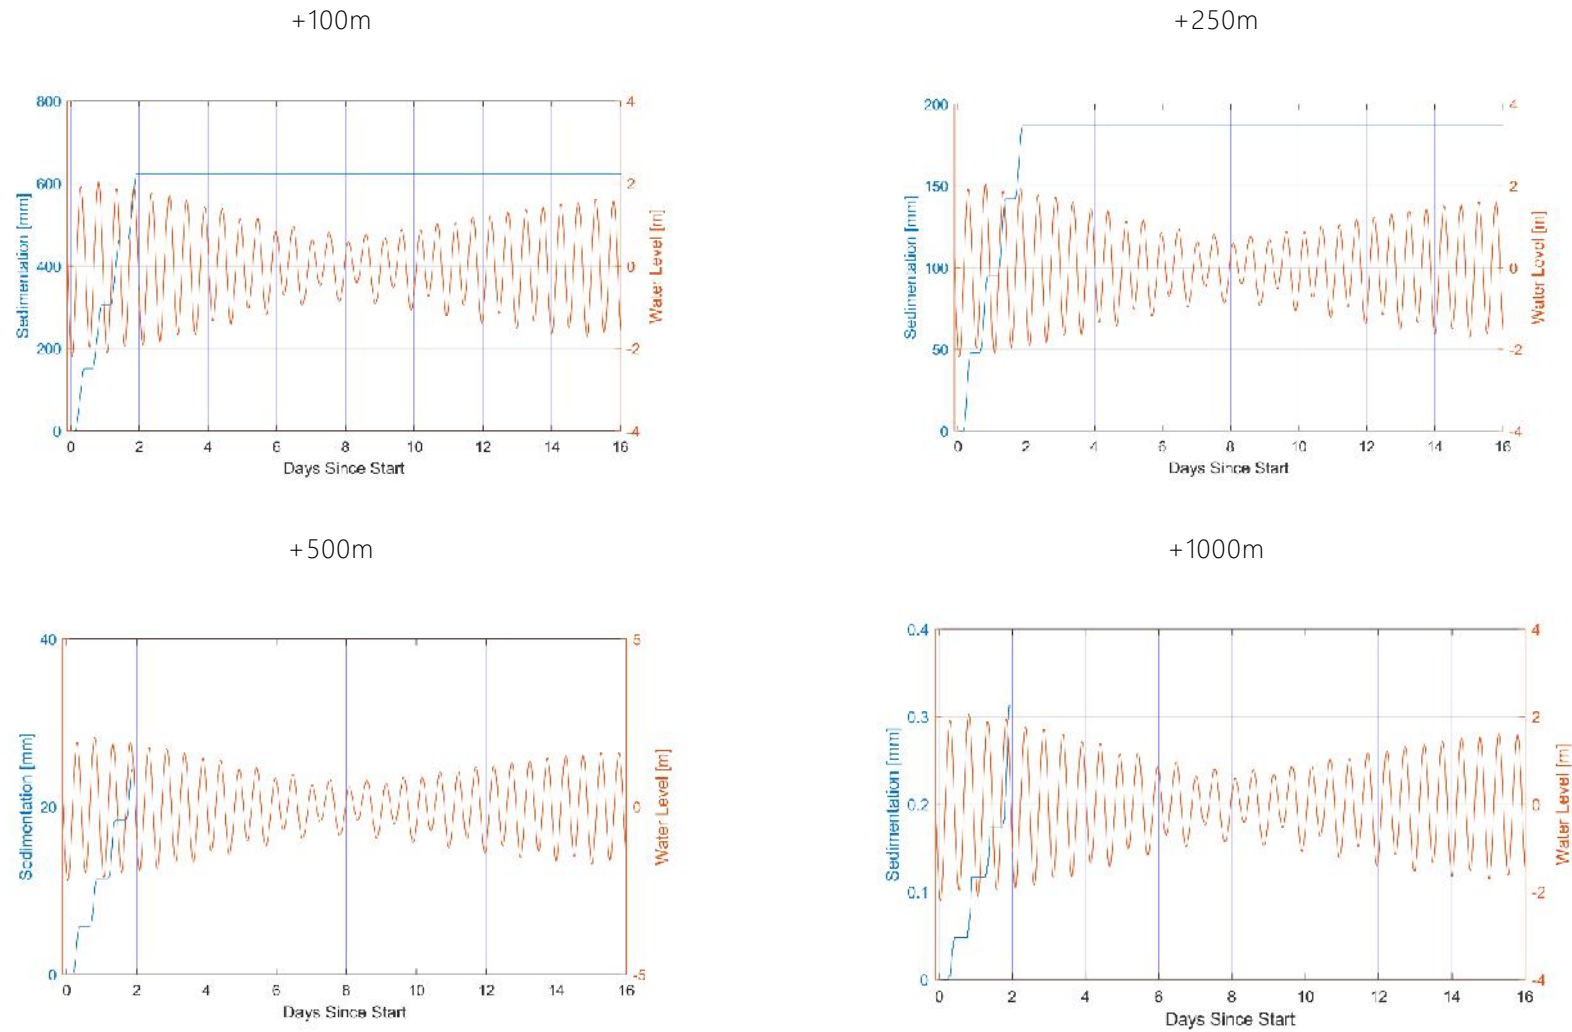 +100m
+250m
800
600
400
200
0
Sedimentation [mm]
4
2
0
-2
-4
Water Level [m]
0 2 4 6 8 10 12 14 16
Days Since Start
200
150
100
50
0
Sedimentation [mm]
4
2
0
-2
-4
Water Level [m]
0 2 4 6 8 10 12 14 16
Days Since Start
+500m
+1000m
40
20
0
Sedimentation [mm]
5
0
-5
Water Level [m]
0 2 4 6 8 10 12 14 16
Days Since Start
0.4
0.3
0.2
0.1
0
Sedimentation [mm]
4
2
0
-2
-4
Water Level [m]
0 2 4 6 8 10 12 14 16
Days Since Start